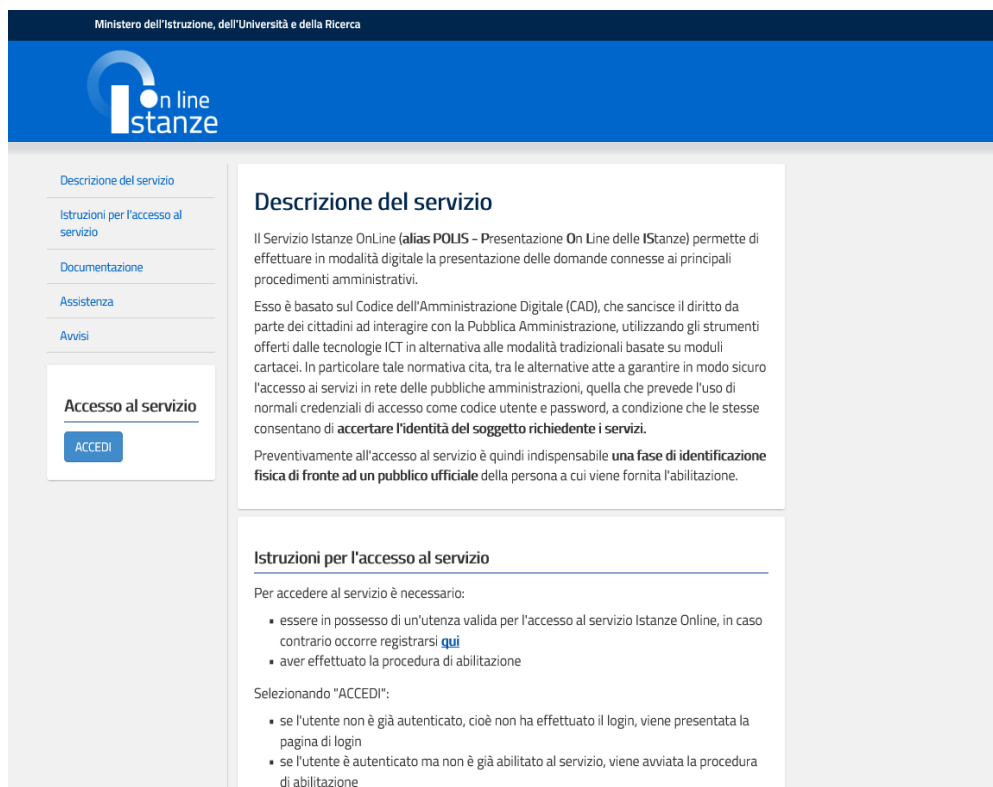 Ministero dell'Istruzione, dell'Università e della Ricerca
On line
Istanze
Descrizione del servizio
Istruzioni per l'accesso al
servizio
Documentazione
Assistenza
Avvisi
Accesso al servizio
ACCEDI
Descrizione del servizio
Il Servizio Istanze OnLine (alias POLIS – Presentazione On Line delle IStanze) permette di
effettuare in modalità digitale la presentazione delle domande connesse ai principali
procedimenti amministrativi.
Esso è basato sul Codice dell'Amministrazione Digitale (CAD), che sancisce il diritto da
parte dei cittadini ad interagire con la Pubblica Amministrazione, utilizzando gli strumenti
offerti dalle tecnologie ICT in alternativa alle modalità tradizionali basate su moduli
cartacei. In particolare tale normativa cita, tra le alternative atte a garantire in modo sicuro
l'accesso ai servizi in rete delle pubbliche amministrazioni, quella che prevede l'uso di
normali credenziali di accesso come codice utente e password, a condizione che le stesse
consentano di accertare l'identità del soggetto richiedente i servizi.
Preventivamente all'accesso al servizio è quindi indispensabile una fase di identificazione
fisica di fronte ad un pubblico ufficiale della persona a cui viene fornita l'abilitazione.
Istruzioni per l'accesso al servizio
Per accedere al servizio è necessario:
▪ essere in possesso di un'utenza valida per l'accesso al servizio Istanze Online, in caso
contrario occorre registrarsi qui
▪ aver effettuato la procedura di abilitazione
Selezionando "ACCEDI":
▪ se l'utente non è già autenticato, cioè non ha effettuato il login, viene presentata la
pagina di login
▪ se l'utente è autenticato ma non è già abilitato al servizio, viene avviata la procedura
di abilitazione